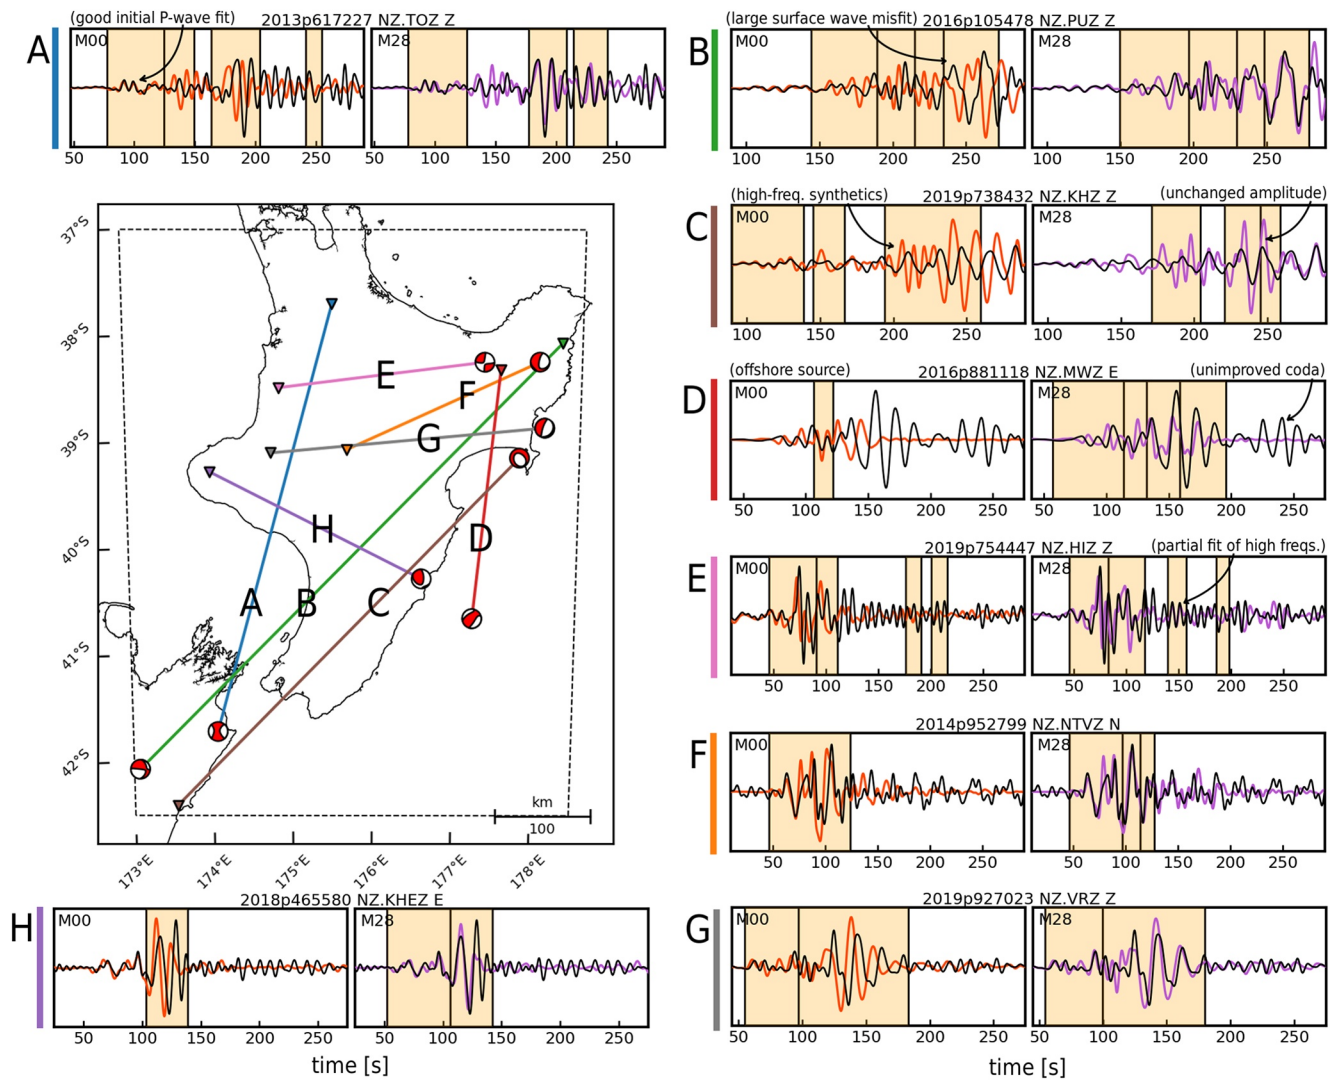 (good initial P-wave fit)
2013p617227 NZ.TOZ Z
A
M00
M28
50 100 150 200 250
50 100 150 200 250
(large surface wave misfit)
2016p105478 NZ.PUZ Z
B
M00
M28
100 150 200 250
100 150 200 250
(high-freq. synthetics)
2019p738432 NZ.KHZ Z
(unchanged amplitude)
C
M00
M28
100 150 200 250
100 150 200 250
(offshore source)
2016p881118 NZ.MWZ E
(unimproved coda)
D
M00
M28
50 100 150 200 250
50 100 150 200 250
2019p754447 NZ.HIZ Z
(partial fit of high freqs.)
E
M00
M28
50 100 150 200 250
50 100 150 200 250
2014p952799 NZ.NTVZ N
F
M00
M28
50 100 150 200 250
50 100 150 200 250
2019p927023 NZ.VRZ Z
G
M00
M28
50 100 150 200 250
50 100 150 200 250
time [s]
37°S
38°S
39°S
40°S
41°S
42°S
E
F
G
H
D
A
B
C
km
100
173°E
174°E
175°E
176°E
177°E
178°E
2018p465580 NZ.KHEZ E
H
M00
M28
50 100 150 200 250
50 100 150 200 250
time [s]